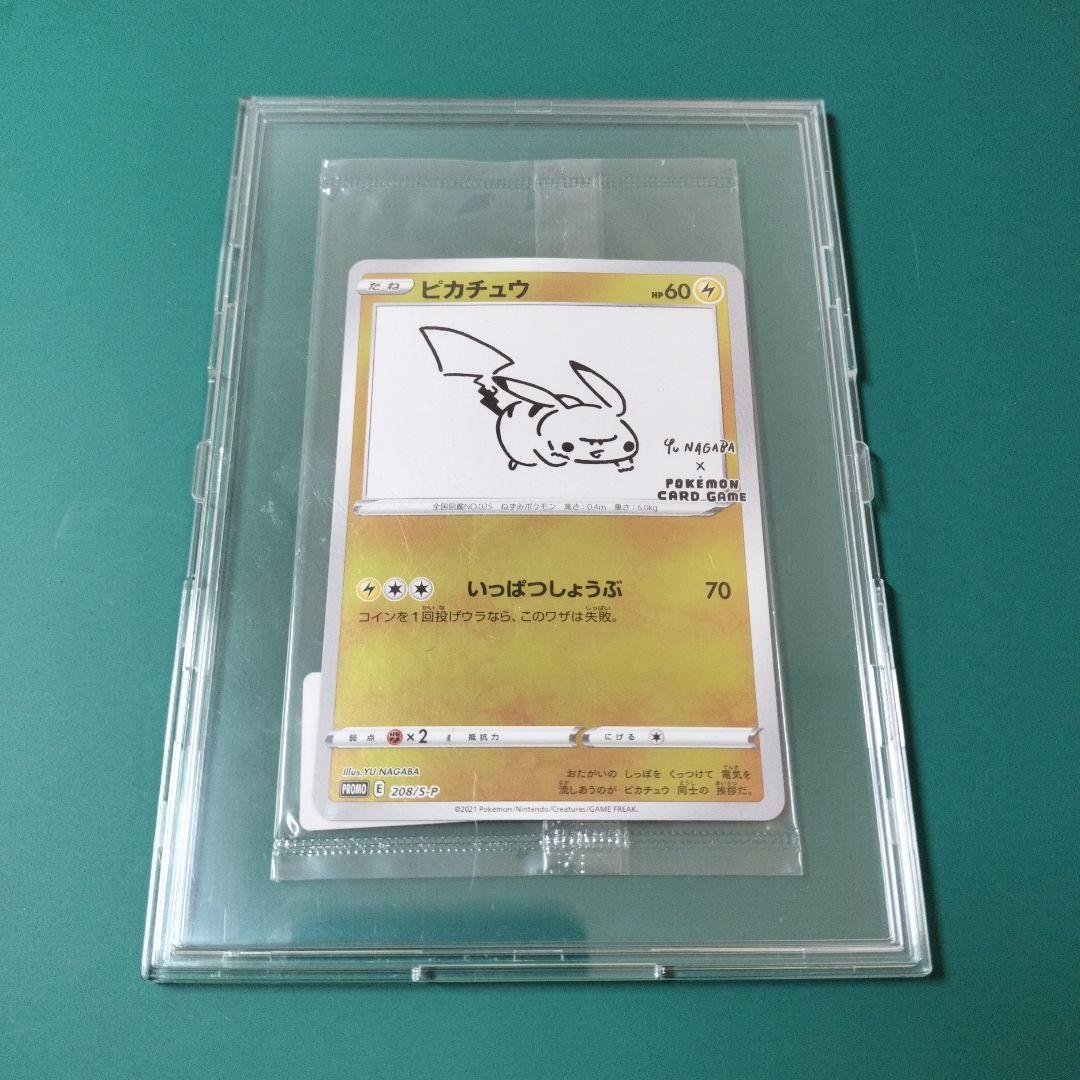 たね ピカチュウ HP60
Yu NAGABA
×
POKÉMON
CARD GAME
全国図鑑NO.025 ねずみポケモン 高さ:0.4m 重さ:6.0kg
いっぱつしょうぶ 70
コインを1回投げウラなら、このワザは失敗。
弱点 ×2 抵抗力 にげる
Illus.YU NAGABA
PROMO E 208/S-P
おたがいの しっぽを くっつけて 電気を
流しあうのが ピカチュウ 同士の 挨拶だ。
©2021 Pokémon/Nintendo/Creatures/GAME FREAK.